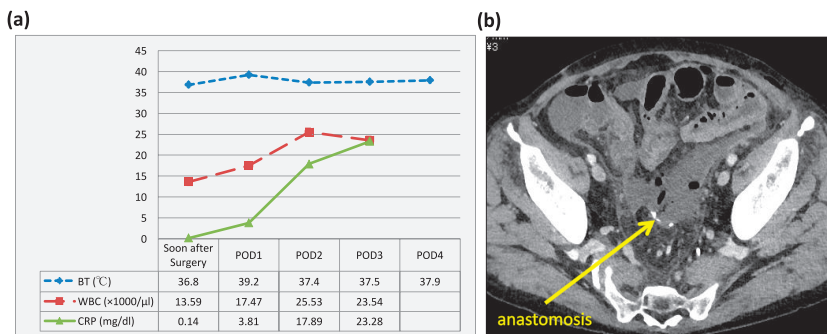 (a)
45
40
35
30
25
20
15
10
5
0
Soon after Surgery POD1 POD2 POD3 POD4
BT (℃) 36.8 39.2 37.4 37.5 37.9
WBC (×1000/μl) 13.59 17.47 25.53 23.54
CRP (mg/dl) 0.14 3.81 17.89 23.28
(b)
¥3
anastomosis